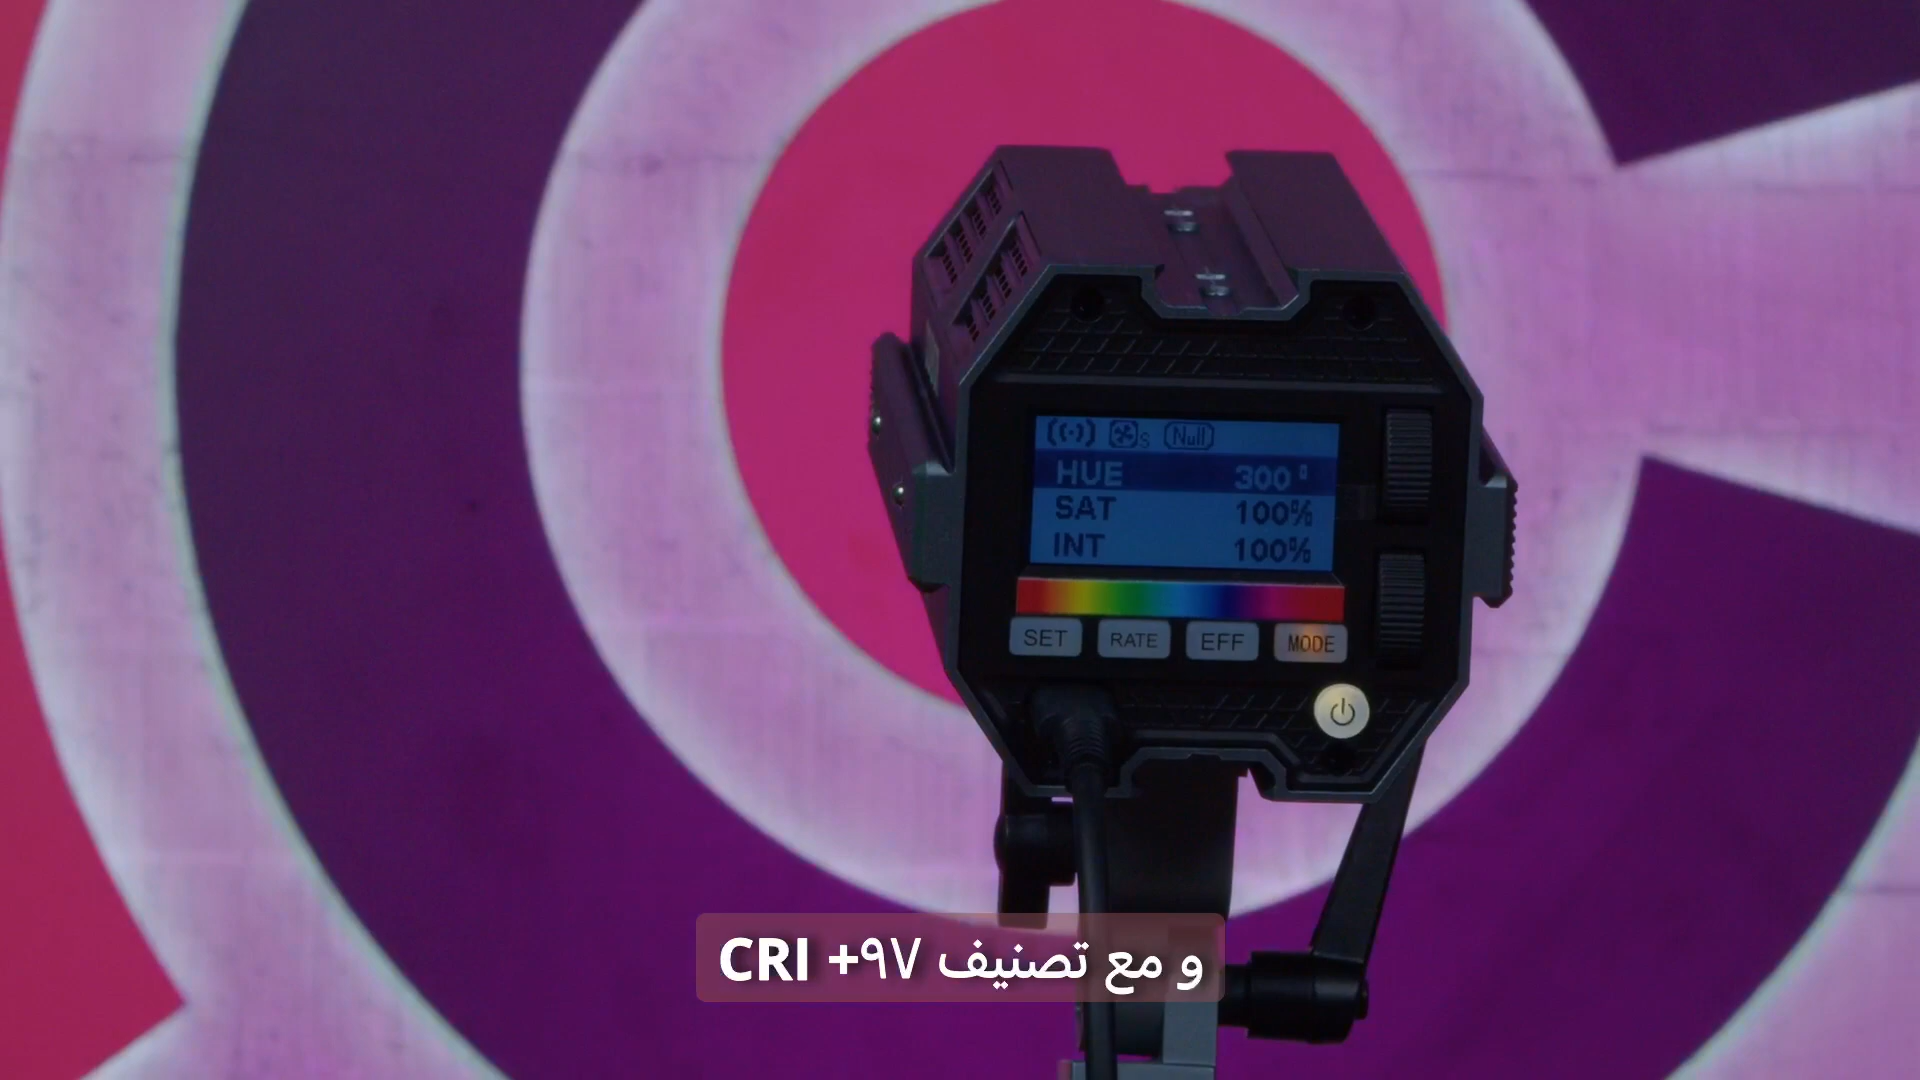 Null
HUE 300°
SAT 100%
INT 100%
SET RATE EFF MODE
و مع تصنيف ٩٧+ CRI